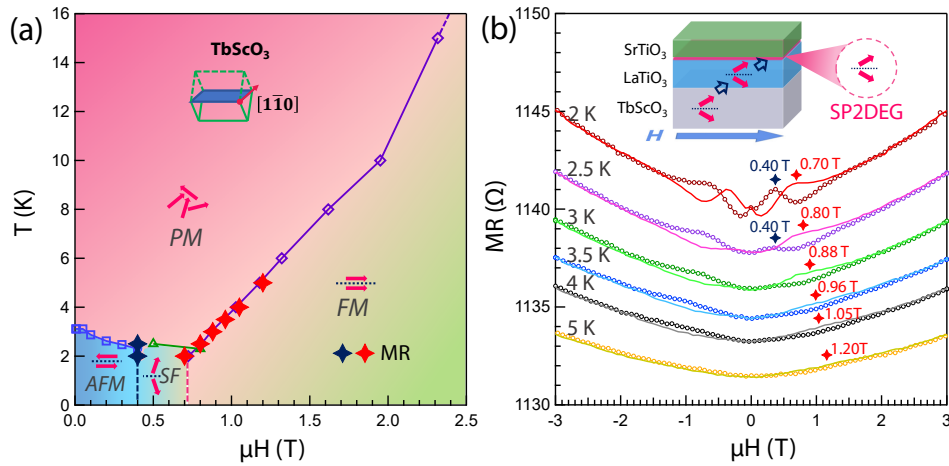 (a)
16
14
12
10
8
6
4
2
0
T (K)
TbScO₃
[11̅0]
PM
FM
AFM
SF
MR
0.0
0.5
1.0
1.5
2.0
2.5
μH (T)
(b)
1150
1145
1140
1135
1130
MR (Ω)
SrTiO₃
LaTiO₃
TbScO₃
H
SP2DEG
2 K
0.40 T
0.70 T
2.5 K
0.40 T
0.80 T
3 K
0.88 T
3.5 K
0.96 T
4 K
1.05T
5 K
1.20T
-3
-2
-1
0
1
2
3
μH (T)